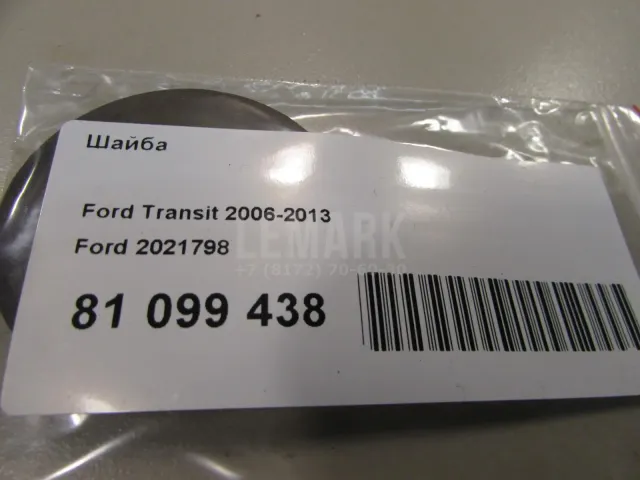 Шайба
Ford Transit 2006-2013
Ford 2021798
LEMARK
81 099 438